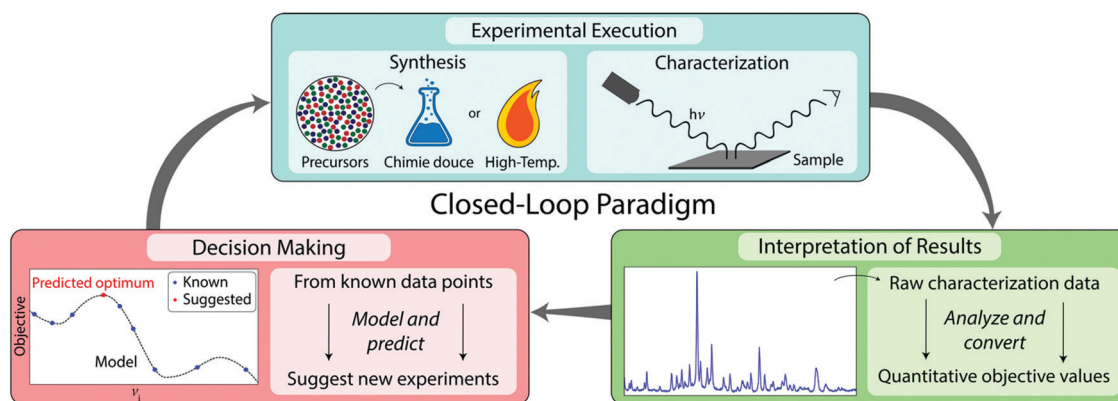 Experimental Execution
Synthesis
or
Precursors
Chimie douce
High-Temp.
Characterization
hν
Sample
Closed-Loop Paradigm
Decision Making
Predicted optimum
Known
Suggested
Model
Objective
νi
From known data points
Model and
predict
Suggest new experiments
Interpretation of Results
Raw characterization data
Analyze and
convert
Quantitative objective values